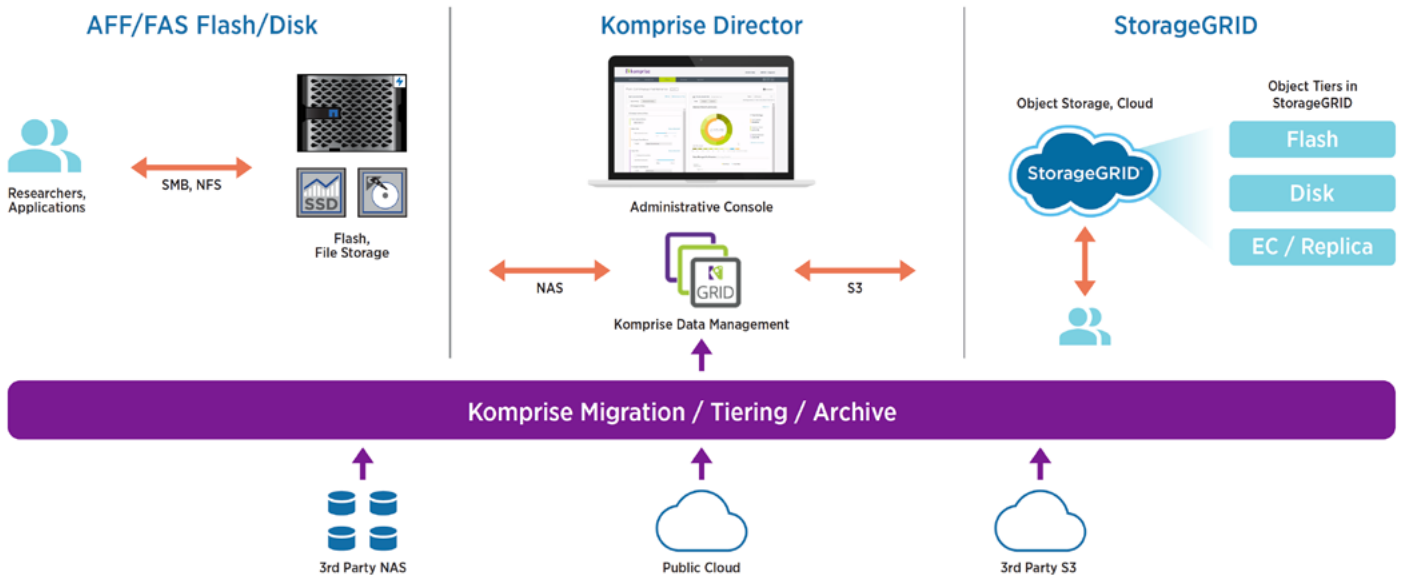 AFF/FAS Flash/Disk
Researchers,
Applications
SMB, NFS
SSD
Flash,
File Storage
Komprise Director
komprise
Administrative Console
NAS
GRID
S3
Komprise Data Management
StorageGRID
Object Storage, Cloud
StorageGRID®
Object Tiers in
StorageGRID
Flash
Disk
EC / Replica
Komprise Migration / Tiering / Archive
3rd Party NAS
Public Cloud
3rd Party S3